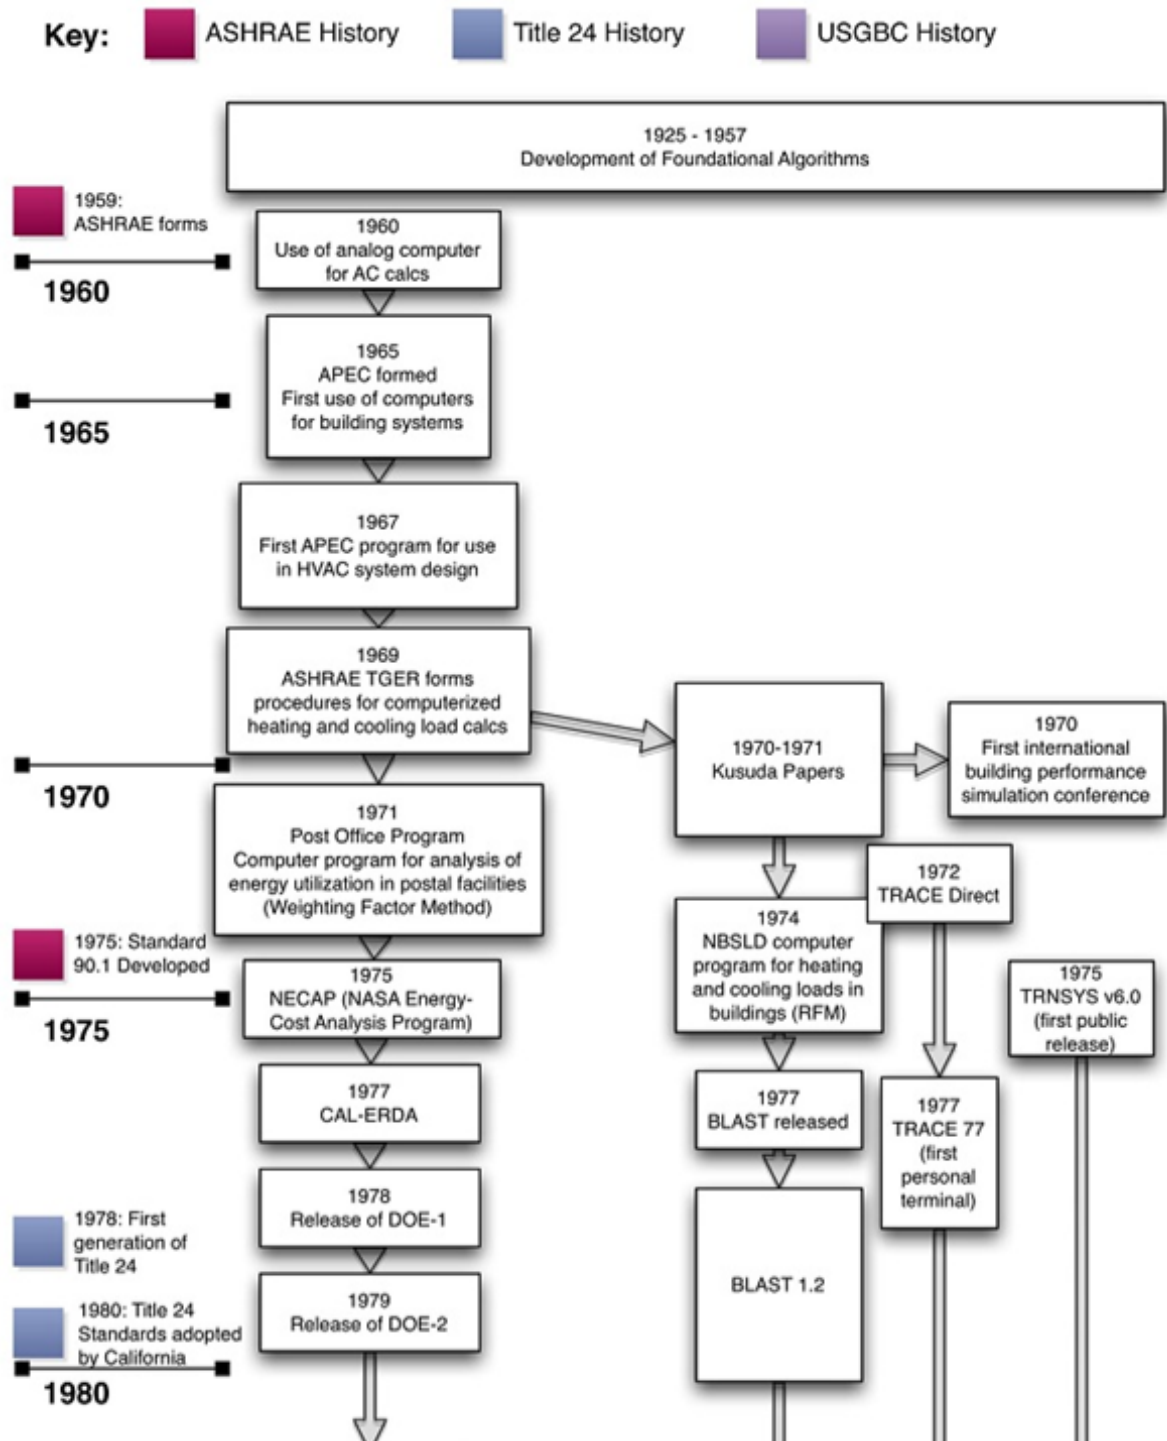 Key:
ASHRAE History
Title 24 History
USGBC History
1925 - 1957
Development of Foundational Algorithms
1959:
ASHRAE forms
1960
1960
Use of analog computer
for AC calcs
1965
APEC formed
First use of computers
for building systems
1965
1967
First APEC program for use
in HVAC system design
1969
ASHRAE TGER forms
procedures for computerized
heating and cooling load calcs
1970-1971
Kusuda Papers
1970
First international
building performance
simulation conference
1970
1971
Post Office Program
Computer program for analysis of
energy utilization in postal facilities
(Weighting Factor Method)
1972
TRACE Direct
1974
NBSLD computer
program for heating
and cooling loads in
buildings (RFM)
1975: Standard
90.1 Developed
1975
1975
NECAP (NASA Energy-
Cost Analysis Program)
1975
TRNSYS v6.0
(first public
release)
1977
CAL-ERDA
1977
BLAST released
1977
TRACE 77
(first
personal
terminal)
1978
Release of DOE-1
1978: First
generation of
Title 24
BLAST 1.2
1979
Release of DOE-2
1980: Title 24
Standards adopted
by California
1980